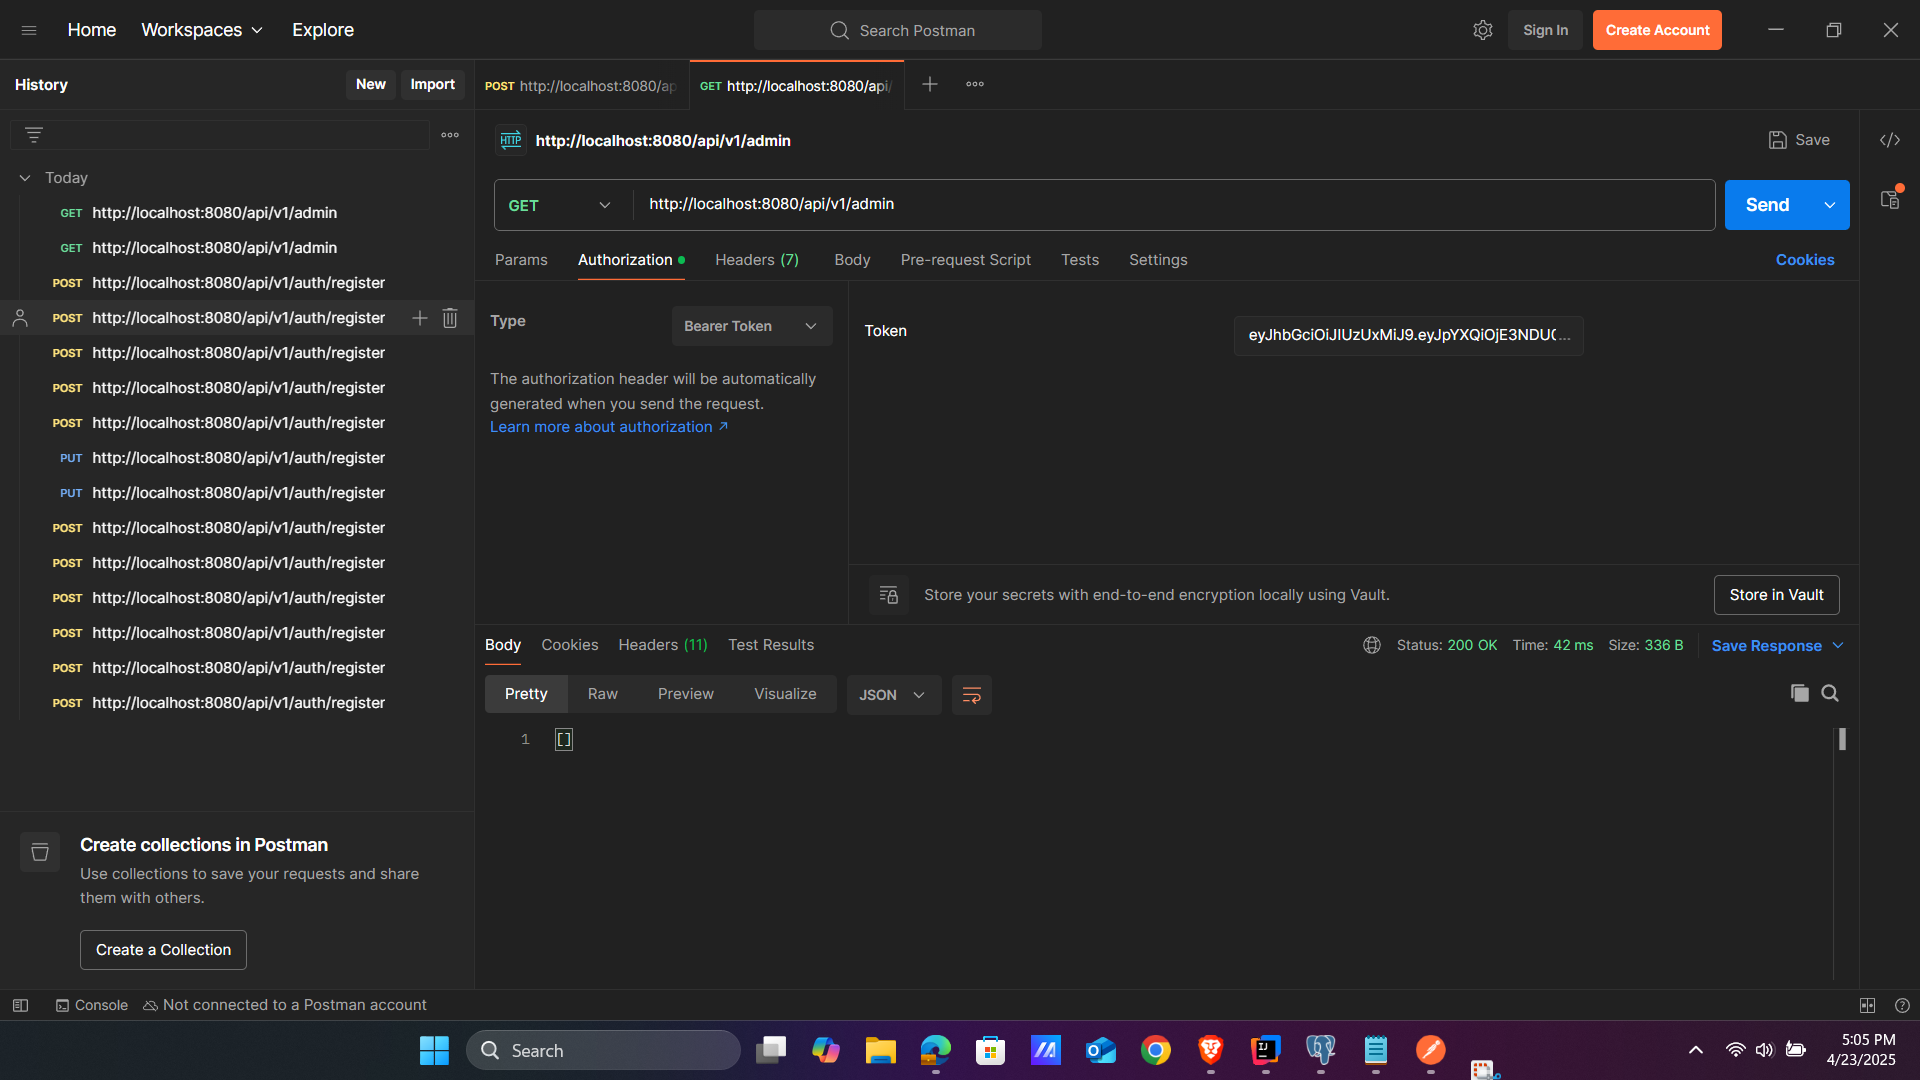 Home
Workspaces
Explore
Search Postman
Sign In
Create Account
History
New
Import
POST http://localhost:8080/ap
GET http://localhost:8080/api/
HTTP
http://localhost:8080/api/v1/admin
Save
Today
GET http://localhost:8080/api/v1/admin
GET http://localhost:8080/api/v1/admin
POST http://localhost:8080/api/v1/auth/register
POST http://localhost:8080/api/v1/auth/register
POST http://localhost:8080/api/v1/auth/register
POST http://localhost:8080/api/v1/auth/register
POST http://localhost:8080/api/v1/auth/register
PUT http://localhost:8080/api/v1/auth/register
PUT http://localhost:8080/api/v1/auth/register
POST http://localhost:8080/api/v1/auth/register
POST http://localhost:8080/api/v1/auth/register
POST http://localhost:8080/api/v1/auth/register
POST http://localhost:8080/api/v1/auth/register
POST http://localhost:8080/api/v1/auth/register
POST http://localhost:8080/api/v1/auth/register
GET
http://localhost:8080/api/v1/admin
Send
Params
Authorization
Headers (7)
Body
Pre-request Script
Tests
Settings
Cookies
Type
Bearer Token
The authorization header will be automatically
generated when you send the request.
Learn more about authorization ↗
Token
eyJhbGciOiJIUzUxMiJ9.eyJpYXQiOjE3NDU( ...
Store your secrets with end-to-end encryption locally using Vault.
Store in Vault
Body
Cookies
Headers (11)
Test Results
Status: 200 OK
Time: 42 ms
Size: 336 B
Save Response
Pretty
Raw
Preview
Visualize
JSON
1
[]
Create collections in Postman
Use collections to save your requests and share
them with others.
Create a Collection
Console
Not connected to a Postman account
Search
5:05 PM
4/23/2025